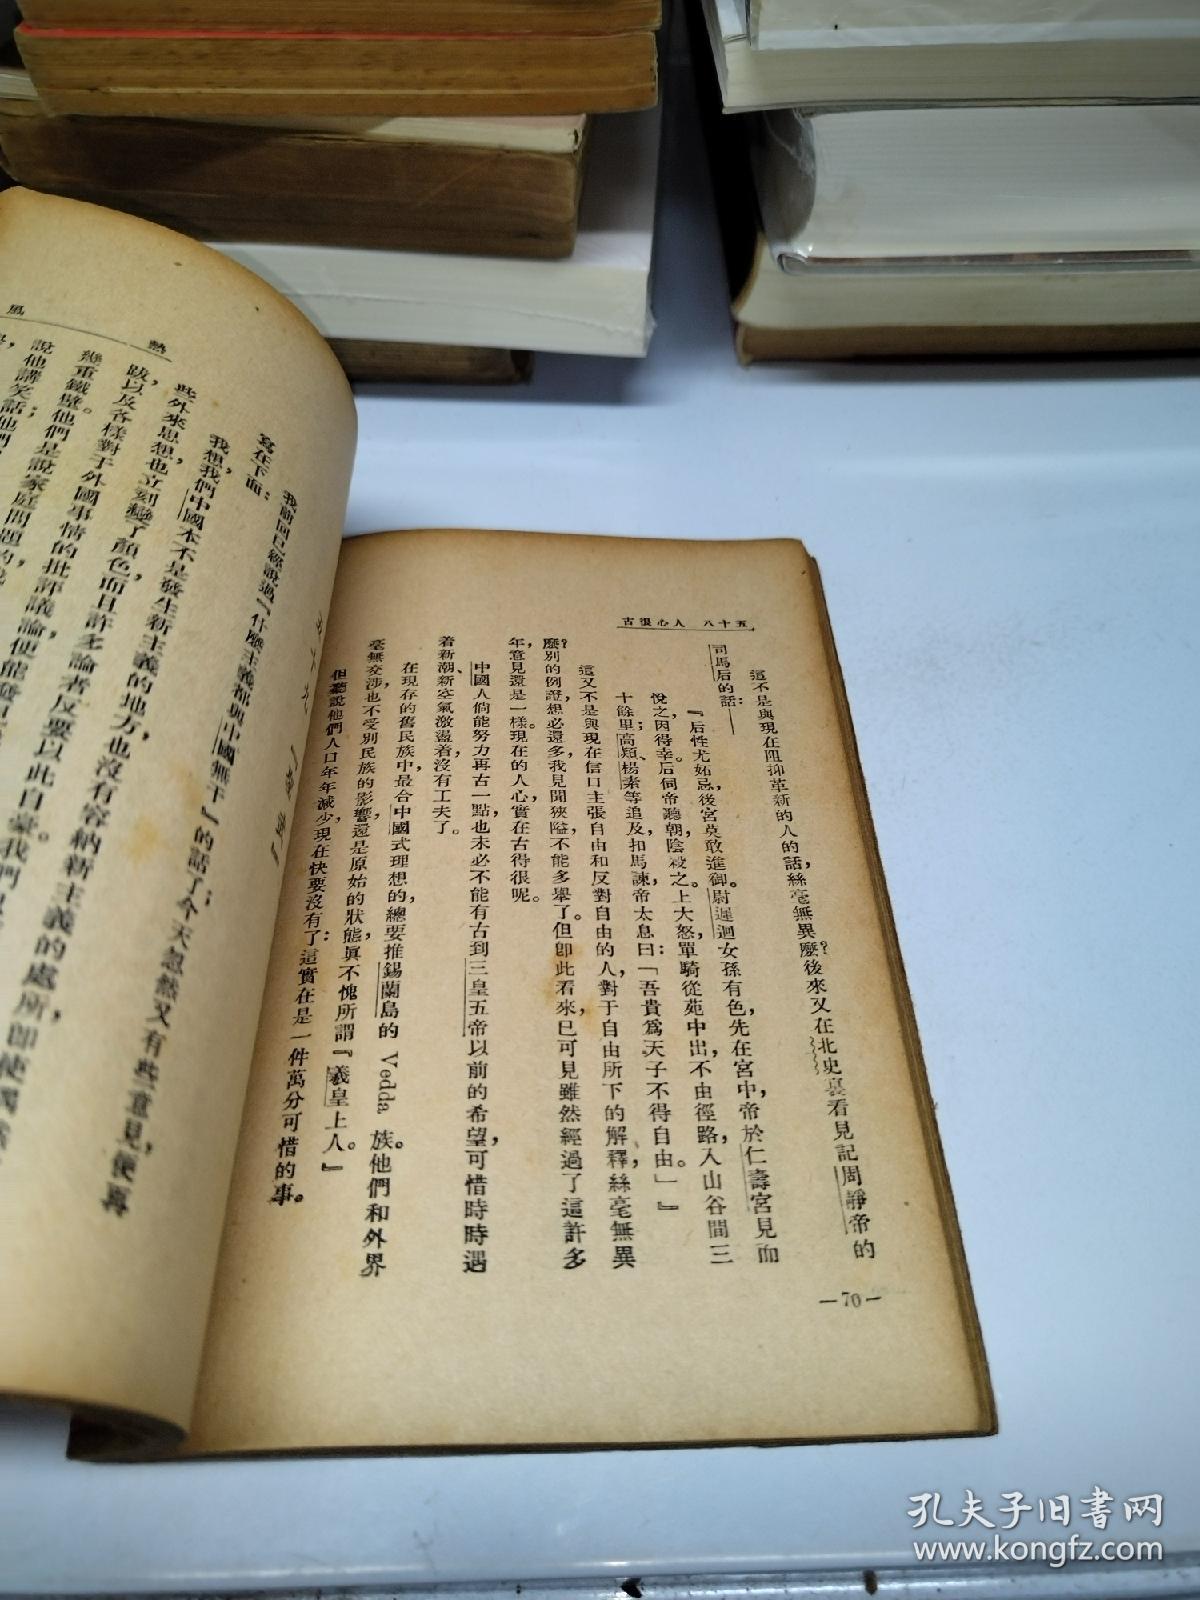 五十八 人心很古
這不是與現在阻抑革新的人的話，絲毫無異麼？後來又在北史裏看見記周靜帝的
司馬后的話：——
『后性尤妬忌，後宮莫敢進御。尉遲迥女孫有色，先在宮中，帝於仁壽宮見而
悅之，因得幸。后伺帝聽朝，陰殺之。上大怒，單騎從苑中出，不由徑路，入山谷間三
十餘里；高熲、楊素等追及，扣馬諫，帝太息曰：「吾貴爲天子，不得自由。」』
這又不是與現在信口主張自由和反對自由的人，對于自由所下的解釋，絲毫無異
麼？別的例證，想必還多，我見聞狹隘，不能多舉了。但卽此看來，已可見雖然經過了這許多
年，意見還是一樣。現在的人心，實在古得很呢。
中國人倘能努力再古一點，也未必不能有古到三皇五帝以前的希望，可惜時時遇
着新潮、新空氣激盪着，沒有工夫了。
在現存的舊民族中，最合中國式理想的，總要推錫蘭島的 Vedda 族。他們和外界
毫無交涉，也不受別民族的影響，還是原始的狀態，眞不愧所謂『羲皇上人。』
但聽說他們人口年年減少，現在快要沒有了：這實在是一件萬分可惜的事。
—70—
熱 風
我前回已經說過『什麼主義都與中國無干』的話了；今天忽然又有些意見，便再
寫在下面：
我想，我們中國本不是發生新主義的地方，也沒有容納新主義的處所，卽使偶然
些外來思想，也立刻變了顏色，而且許多論者反要以此自豪。我們
跋，以及各樣對于外國事情的批評議論，便能
幾重鐵壁。他們是說家庭問題的
說他講笑話；他們
孔夫子旧书网
www.kongfz.com